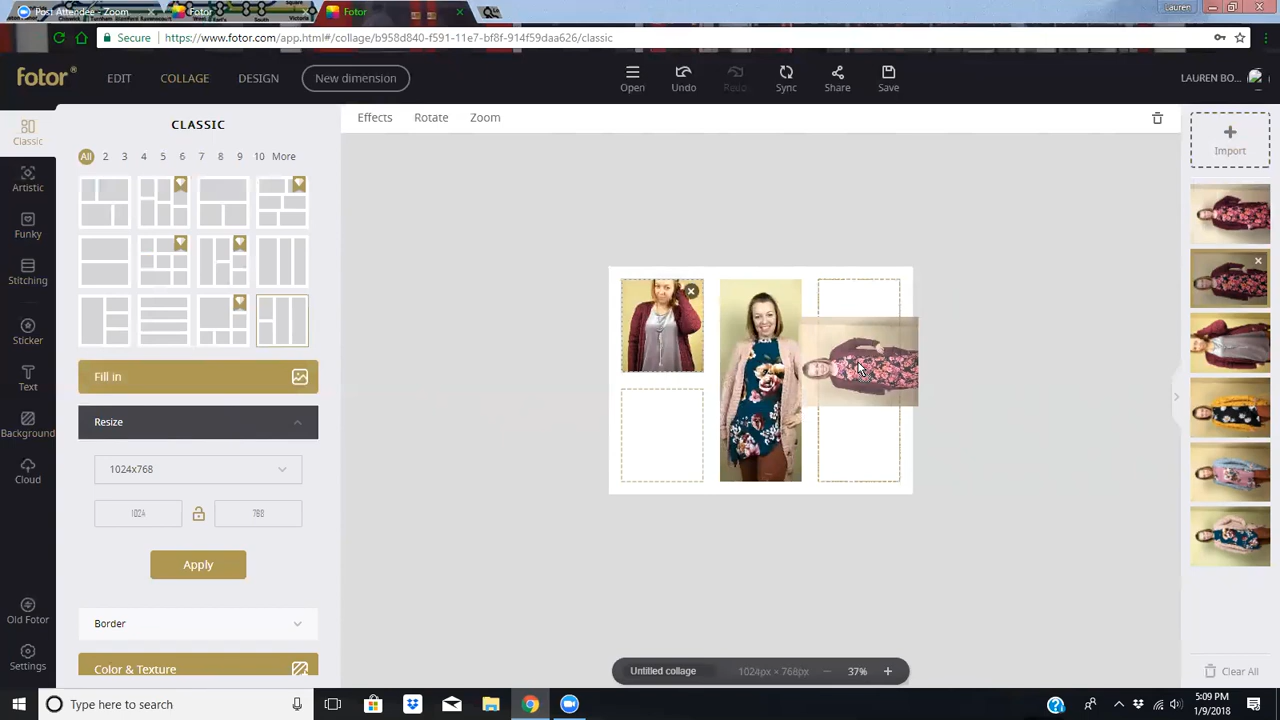 Post Attendee - Zoom
Fotor
Fotor
Lauren
Secure
https://www.fotor.com/app.html#/collage/b958d840-f591-11e7-bf8f-914f59daa626/classic
fotor®
EDIT
COLLAGE
DESIGN
New dimension
Open
Undo
Redo
Sync
Share
Save
LAUREN BO...
Classic
Artistic
Funky
Stitching
Sticker
Text
Background
Cloud
Old Fotor
Settings
CLASSIC
All 2 3 4 5 6 7 8 9 10 More
Fill in
Resize
1024x768
1024
768
Apply
Border
Color & Texture
Effects
Rotate
Zoom
Import
Clear All
Untitled collage
1024px × 768px
37%
Type here to search
5:09 PM
1/9/2018